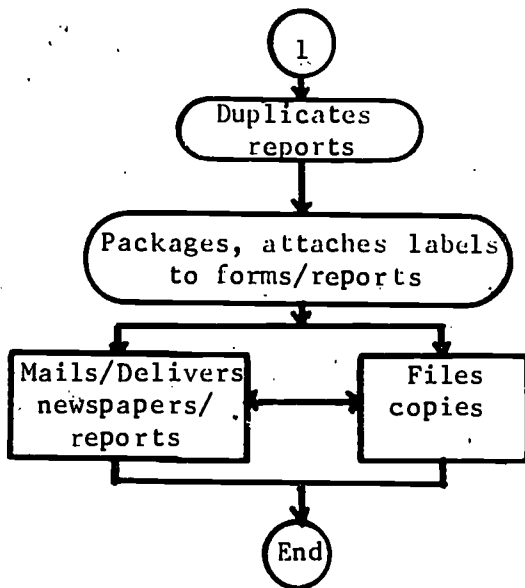 1
Duplicates
reports
Packages, attaches labels
to forms/reports
Mails/Delivers
newspapers/
reports
Files
copies
End